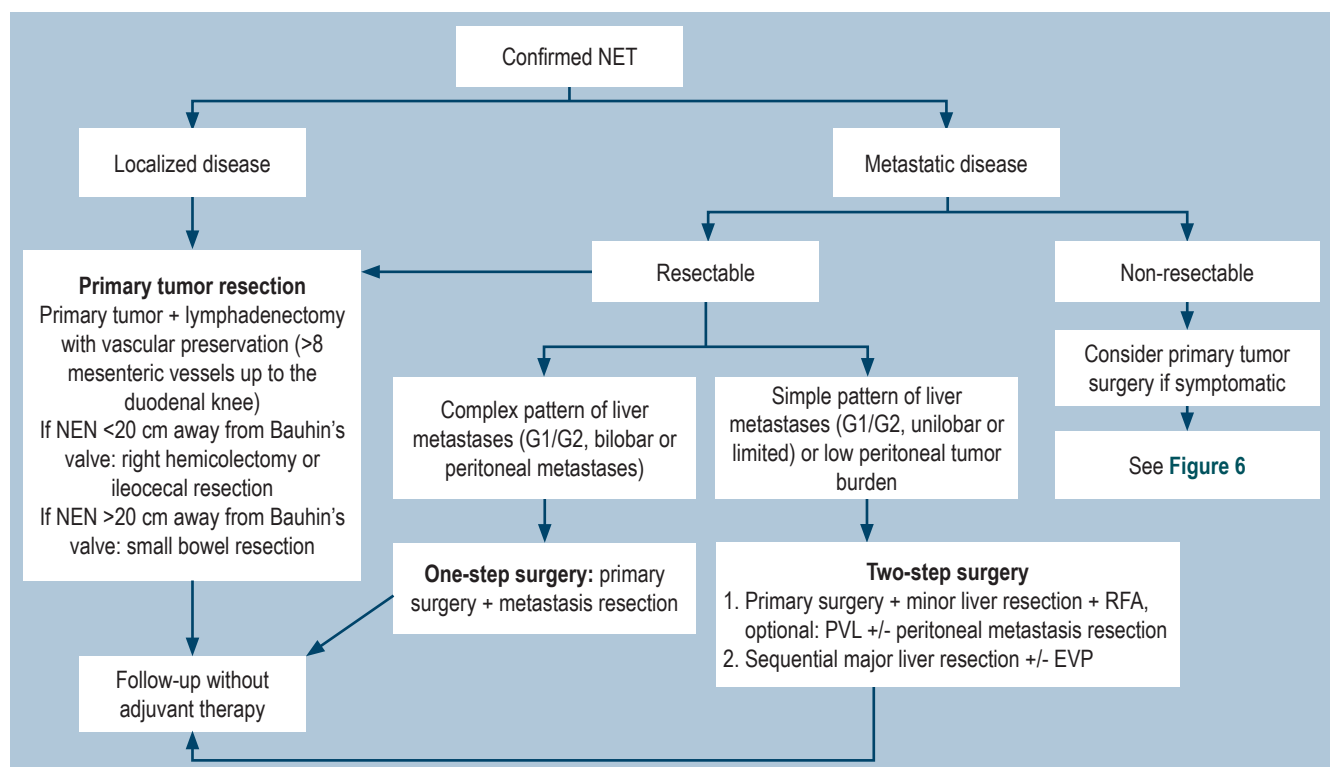 Confirmed NET
Localized disease
Metastatic disease
Primary tumor resection
Primary tumor + lymphadenectomy
with vascular preservation (>8
mesenteric vessels up to the
duodenal knee)
If NEN <20 cm away from Bauhin's
valve: right hemicolectomy or
ileocecal resection
If NEN >20 cm away from Bauhin's
valve: small bowel resection
Resectable
Non-resectable
Consider primary tumor
surgery if symptomatic
See Figure 6
Complex pattern of liver
metastases (G1/G2, bilobar or
peritoneal metastases)
Simple pattern of liver
metastases (G1/G2, unilobar or
limited) or low peritoneal tumor
burden
One-step surgery: primary
surgery + metastasis resection
Two-step surgery
1. Primary surgery + minor liver resection + RFA,
optional: PVL +/- peritoneal metastasis resection
2. Sequential major liver resection +/- EVP
Follow-up without
adjuvant therapy